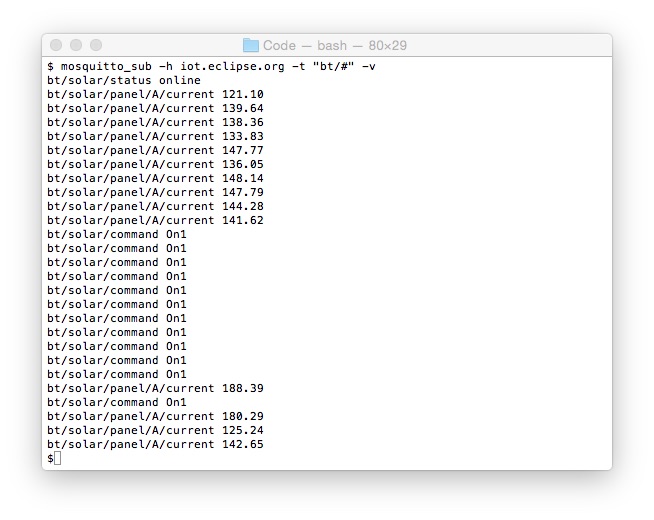 Code — bash — 80×29
$ mosquitto_sub -h iot.eclipse.org -t "bt/#" -v
bt/solar/status online
bt/solar/panel/A/current 121.10
bt/solar/panel/A/current 139.64
bt/solar/panel/A/current 138.36
bt/solar/panel/A/current 133.83
bt/solar/panel/A/current 147.77
bt/solar/panel/A/current 136.05
bt/solar/panel/A/current 148.14
bt/solar/panel/A/current 147.79
bt/solar/panel/A/current 144.28
bt/solar/panel/A/current 141.62
bt/solar/command On1
bt/solar/command On1
bt/solar/command On1
bt/solar/command On1
bt/solar/command On1
bt/solar/command On1
bt/solar/command On1
bt/solar/command On1
bt/solar/command On1
bt/solar/command On1
bt/solar/command On1
bt/solar/panel/A/current 188.39
bt/solar/command On1
bt/solar/panel/A/current 180.29
bt/solar/panel/A/current 125.24
bt/solar/panel/A/current 142.65
$